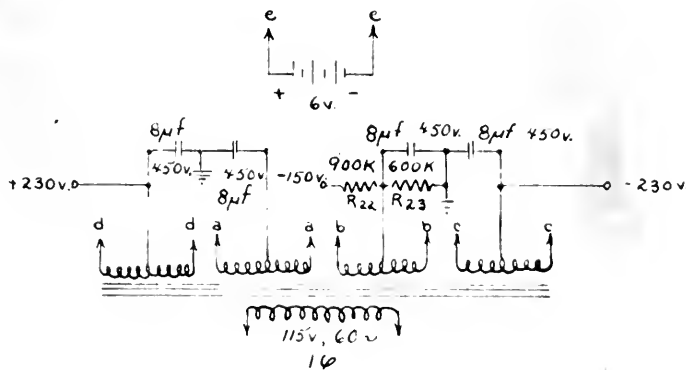 e e
+ -
6v.
8μf 8μf 450v. 8μf 450v.
450v. 450v. 900K 600K
8μf
+230v. -150v. R22 R23 -230v
d d a a b b c c
115v, 60~
1φ